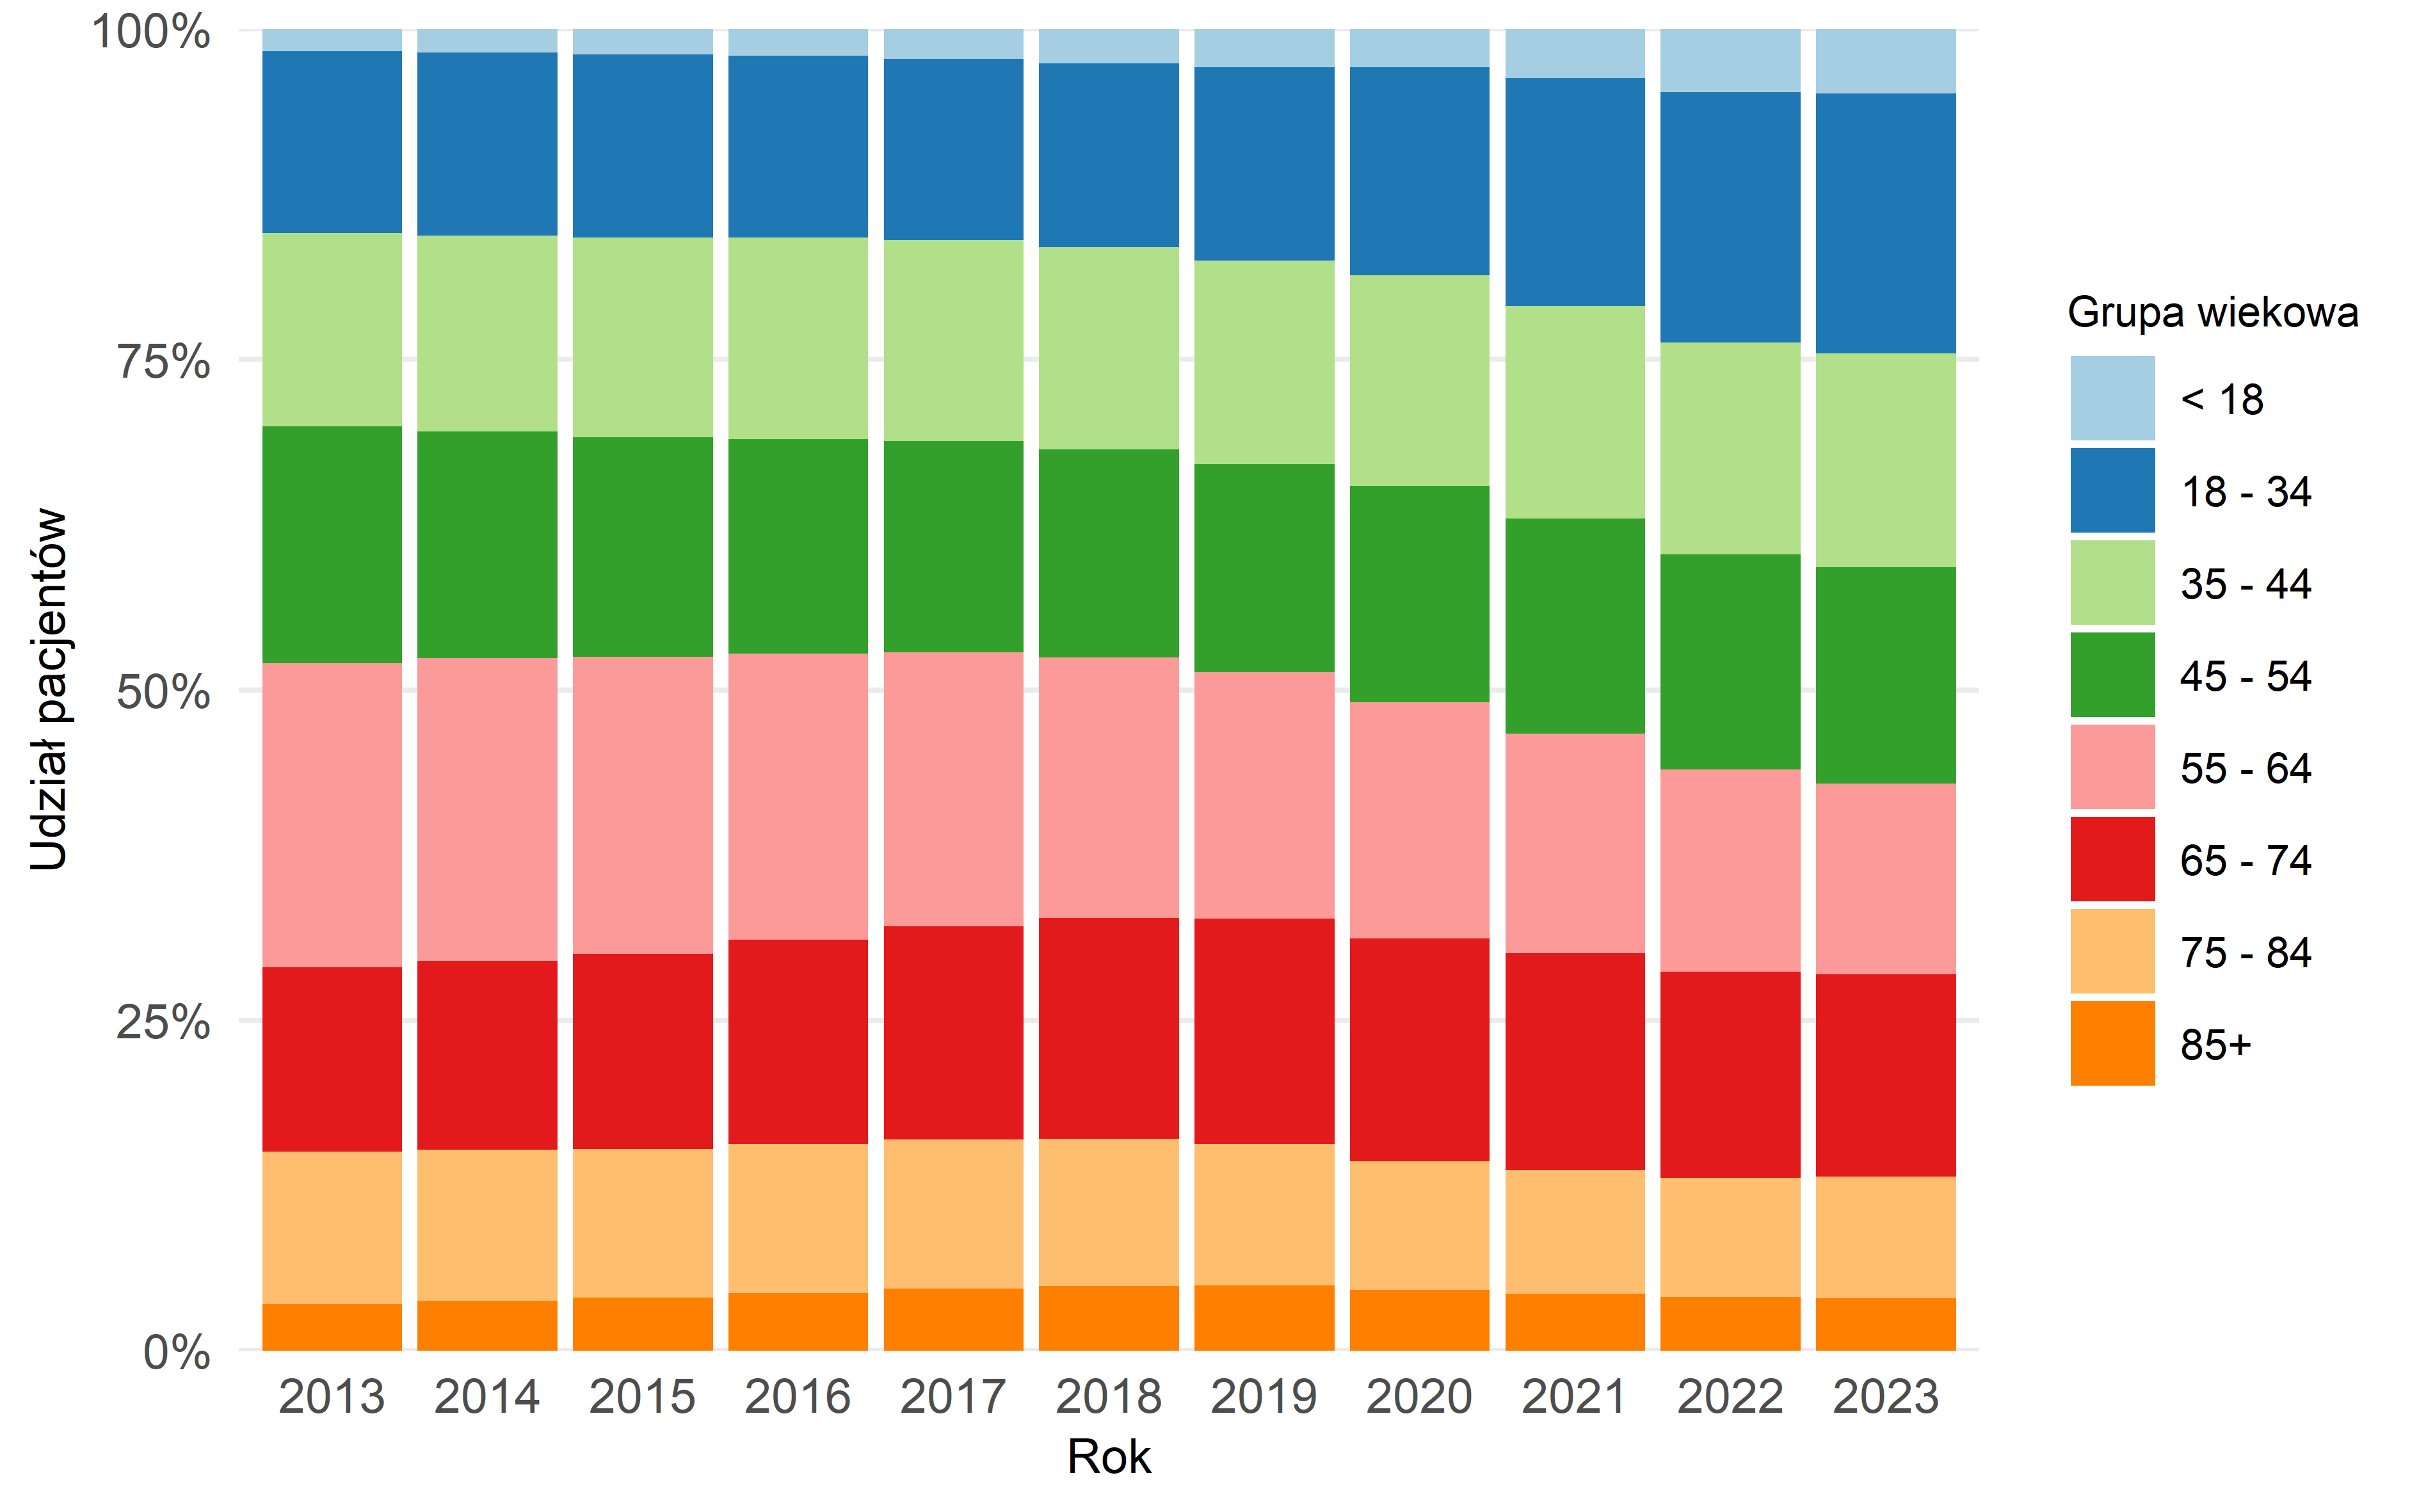 100%
75%
50%
25%
0%
Udział pacjentów
2013 2014 2015 2016 2017 2018 2019 2020 2021 2022 2023
Rok
Grupa wiekowa
< 18
18 - 34
35 - 44
45 - 54
55 - 64
65 - 74
75 - 84
85+